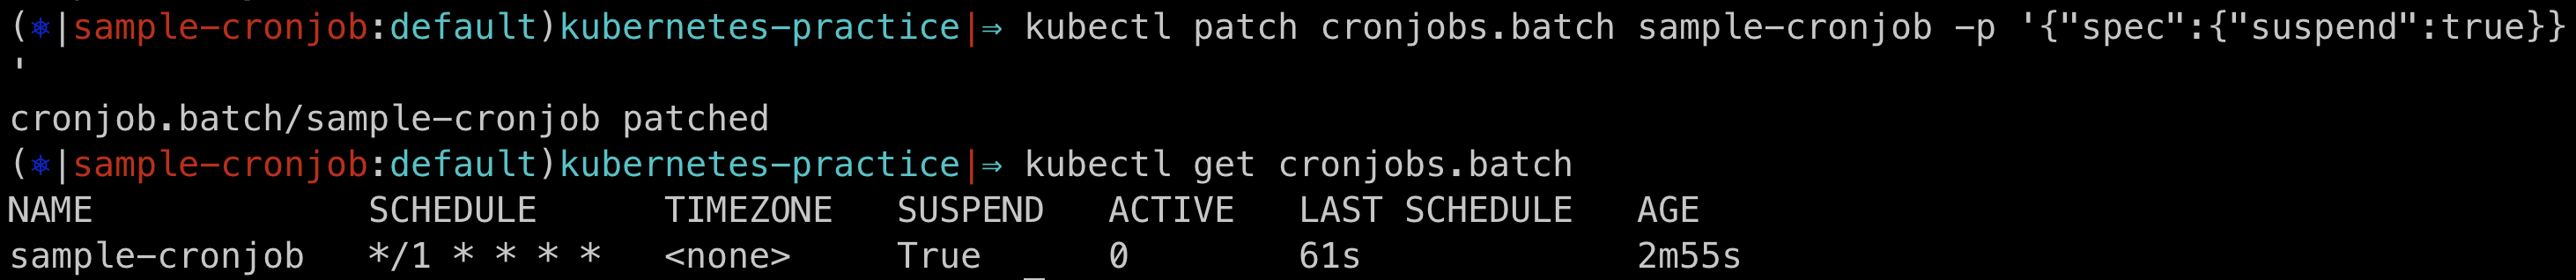 (⎈|sample-cronjob:default)kubernetes-practice|⇒ kubectl patch cronjobs.batch sample-cronjob -p '{"spec":{"suspend":true}}
'
cronjob.batch/sample-cronjob patched
(⎈|sample-cronjob:default)kubernetes-practice|⇒ kubectl get cronjobs.batch
NAME             SCHEDULE      TIMEZONE   SUSPEND   ACTIVE   LAST SCHEDULE   AGE
sample-cronjob   */1 * * * *   <none>     True      0        61s             2m55s